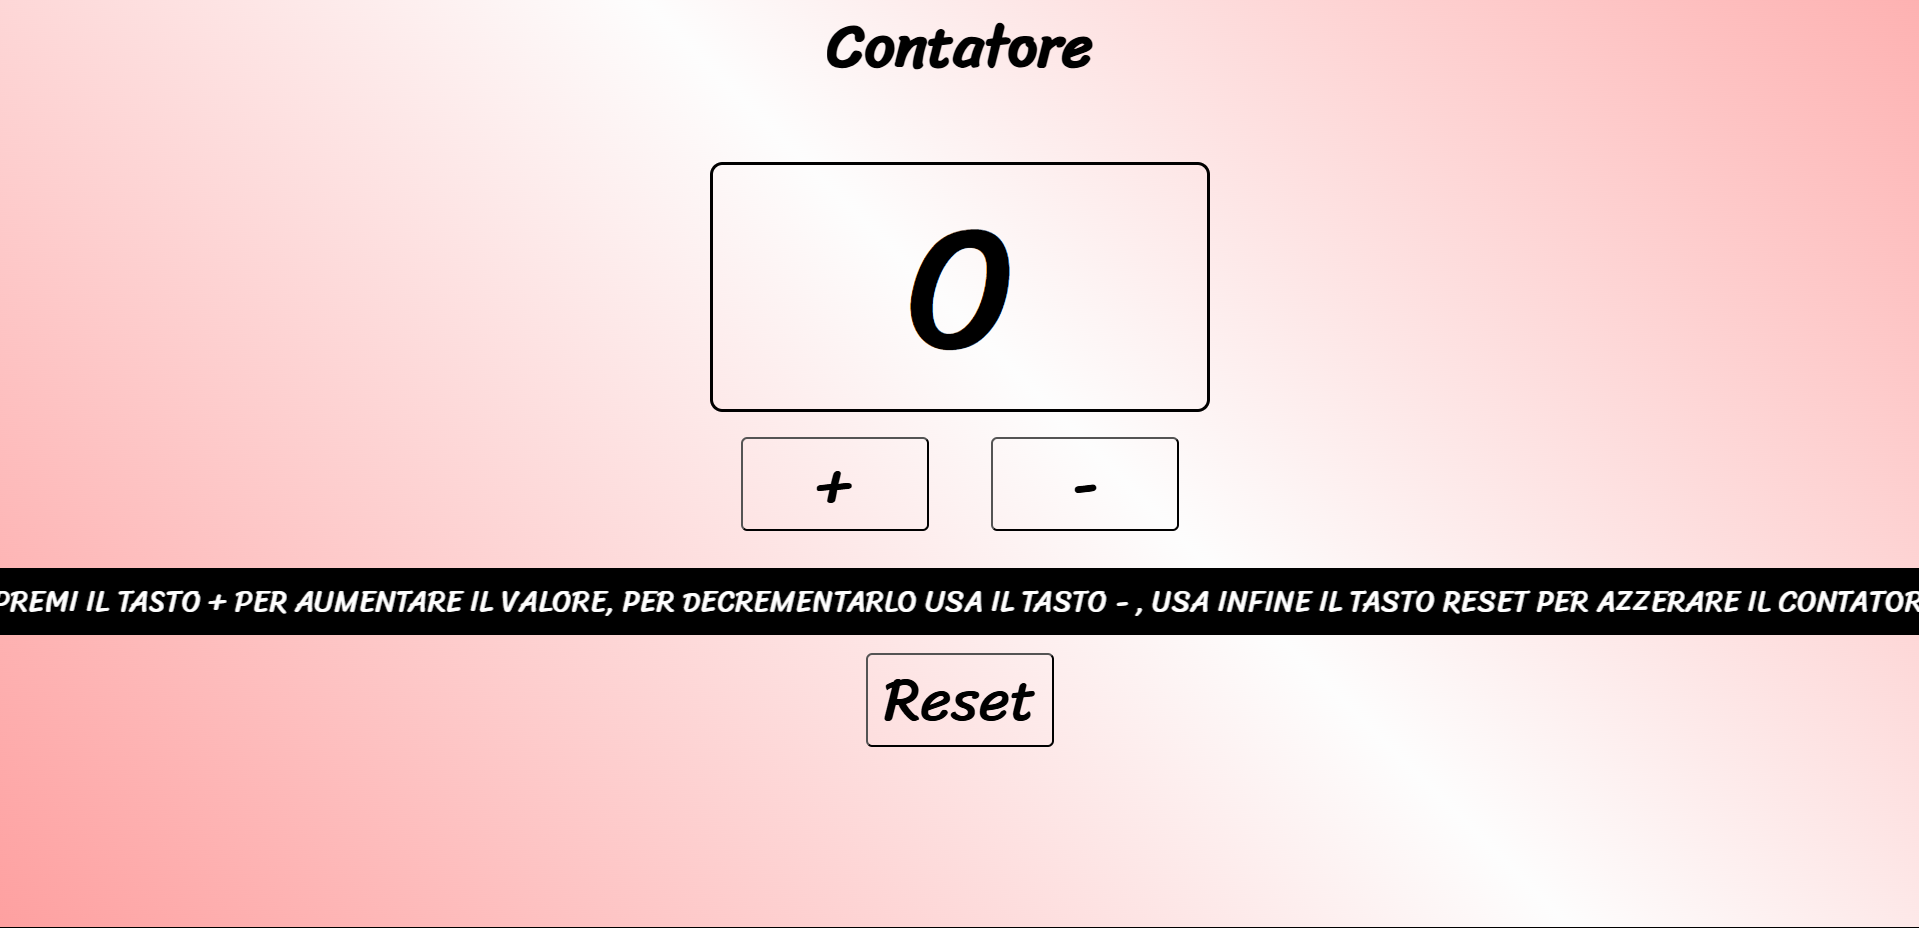 Contatore
0
+ -
PREMI IL TASTO + PER AUMENTARE IL VALORE, PER DECREMENTARLO USA IL TASTO - , USA INFINE IL TASTO RESET PER AZZERARE IL CONTATOR
Reset